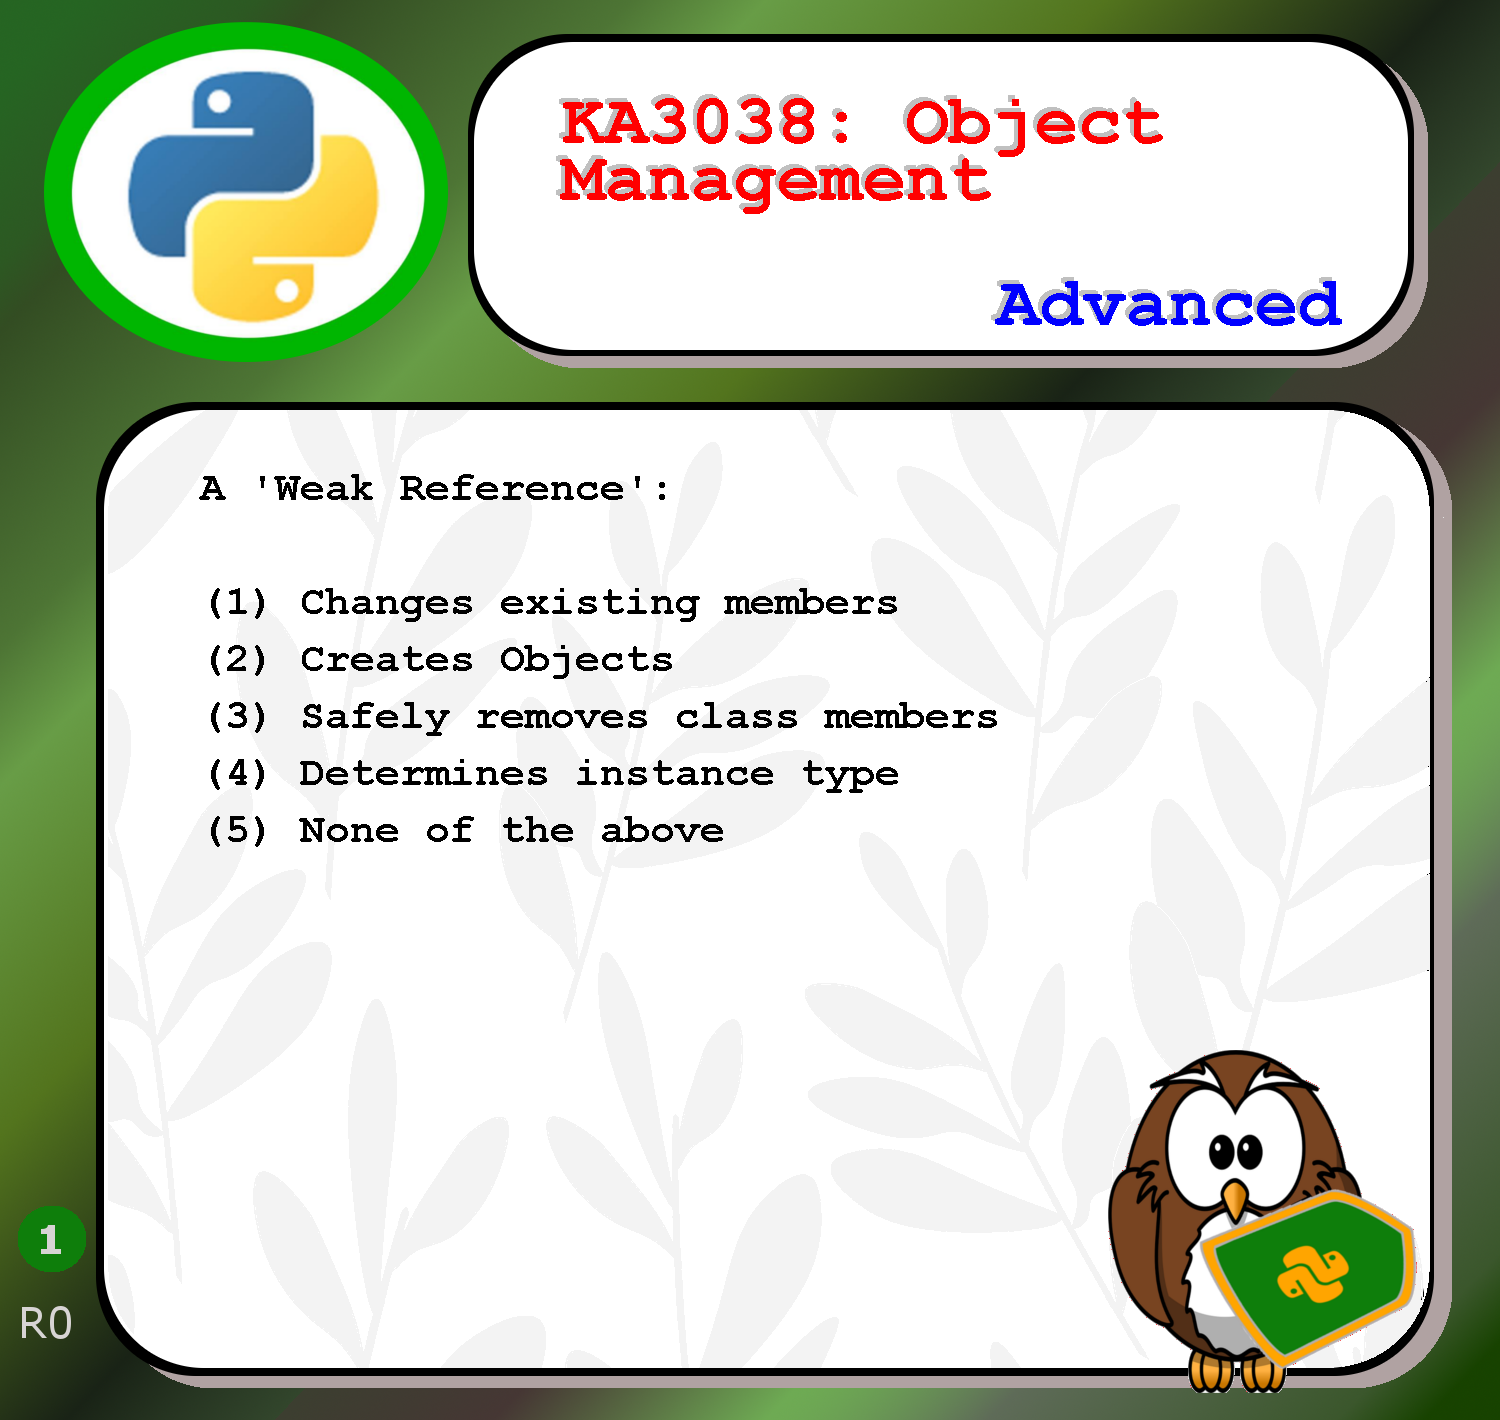 KA3038: Object
Management
Advanced
A 'Weak Reference':
(1) Changes existing members
(2) Creates Objects
(3) Safely removes class members
(4) Determines instance type
(5) None of the above
1
R0